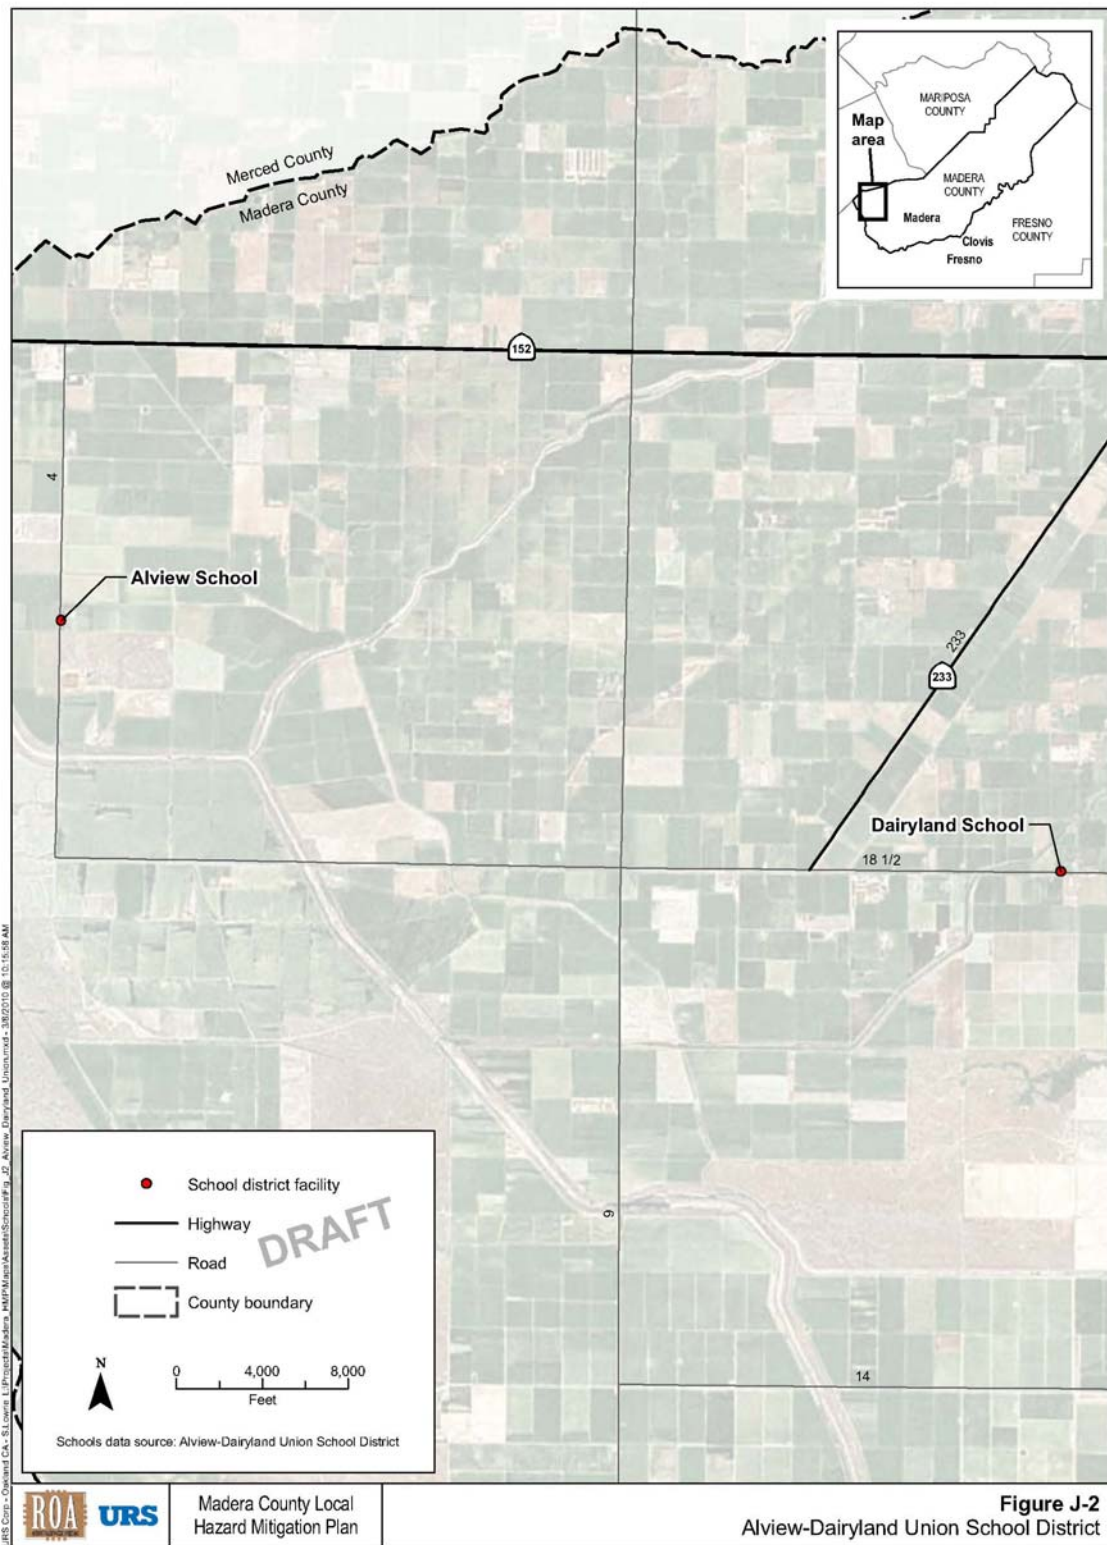 MARIPOSA
COUNTY
Map
area
MADERA
COUNTY
Madera
FRESNO
COUNTY
Clovis
Fresno
Merced County
Madera County
152
4
Alview School
233
233
Dairyland School
18 1/2
9
14
School district facility
Highway
Road
County boundary
DRAFT
N
0 4,000 8,000
Feet
Schools data source: Alview-Dairyland Union School District
ROA
URS
Madera County Local
Hazard Mitigation Plan
Figure J-2
Alview-Dairyland Union School District